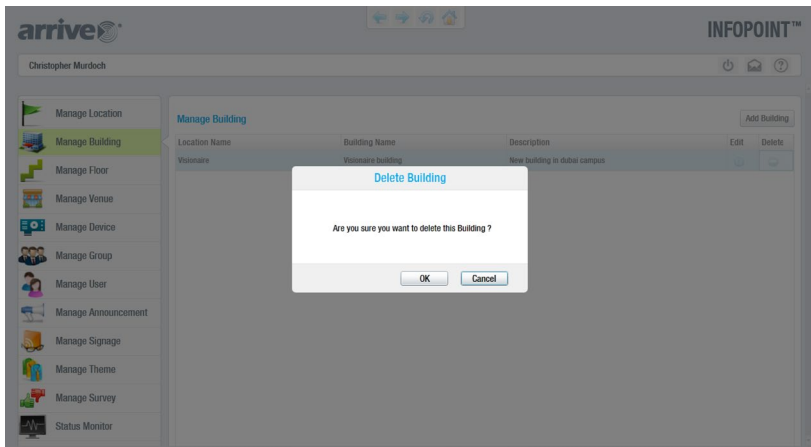 arrive
INFOPOINT™
Christopher Murdoch
Manage Location
Manage Building
Add Building
Manage Building
Location Name Building Name Description Edit Delete
Visionaire Visionaire building New building in dubai campus
Manage Floor
Delete Building
Manage Venue
Manage Device
Are you sure you want to delete this Building ?
Manage Group
Manage User
OK Cancel
Manage Announcement
Manage Signage
Manage Theme
Manage Survey
Status Monitor